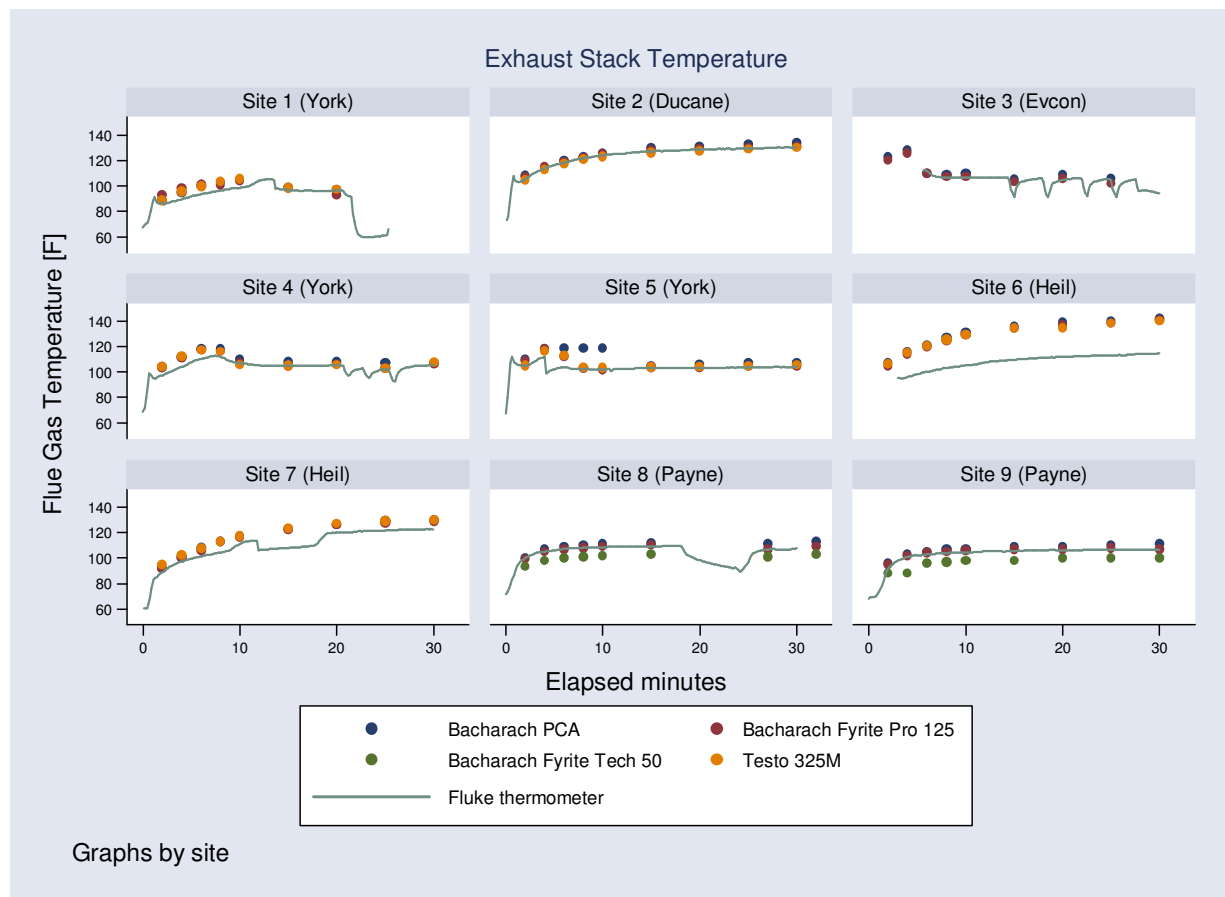 Exhaust Stack Temperature
Site 1 (York)
Site 2 (Ducane)
Site 3 (Evcon)
140
120
100
80
60
Site 4 (York)
Site 5 (York)
Site 6 (Heil)
140
120
100
80
60
Flue Gas Temperature [F]
Site 7 (Heil)
Site 8 (Payne)
Site 9 (Payne)
140
120
100
80
60
0 10 20 30
0 10 20 30
0 10 20 30
Elapsed minutes
Bacharach PCA
Bacharach Fyrite Pro 125
Bacharach Fyrite Tech 50
Testo 325M
Fluke thermometer
Graphs by site